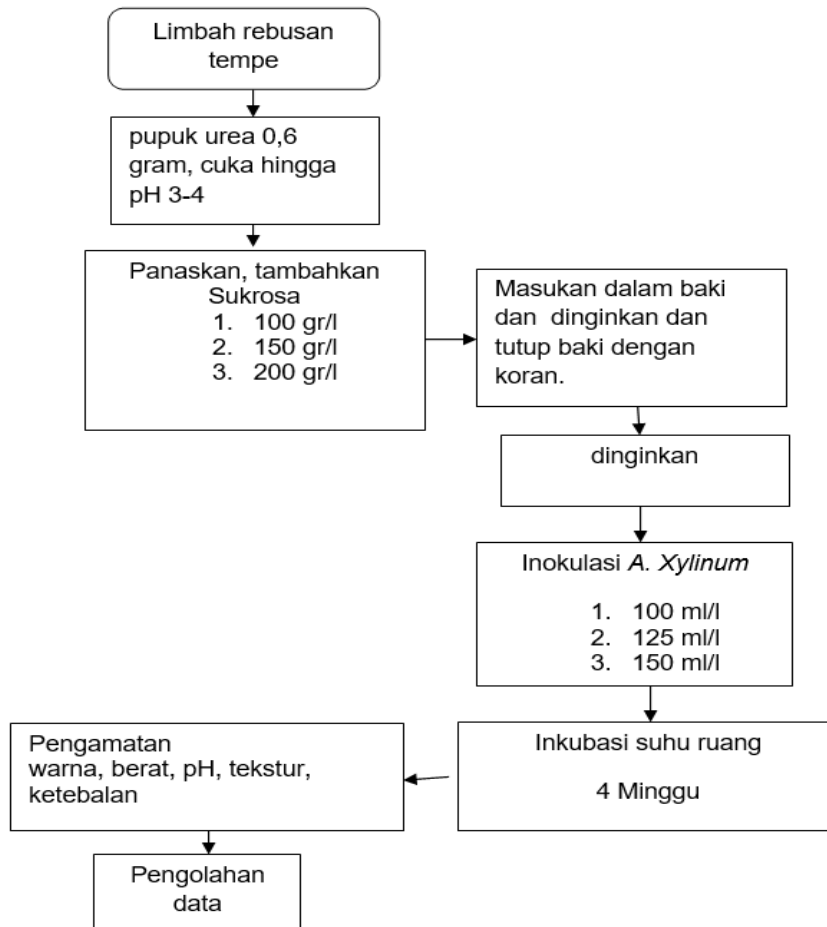 Limbah rebusan
tempe
pupuk urea 0,6
gram, cuka hingga
pH 3-4
Panaskan, tambahkan
Sukrosa
1. 100 gr/l
2. 150 gr/l
3. 200 gr/l
Masukan dalam baki
dan dinginkan dan
tutup baki dengan
koran.
dinginkan
Inokulasi A. Xylinum
1. 100 ml/l
2. 125 ml/l
3. 150 ml/l
Inkubasi suhu ruang
4 Minggu
Pengamatan
warna, berat, pH, tekstur,
ketebalan
Pengolahan
data